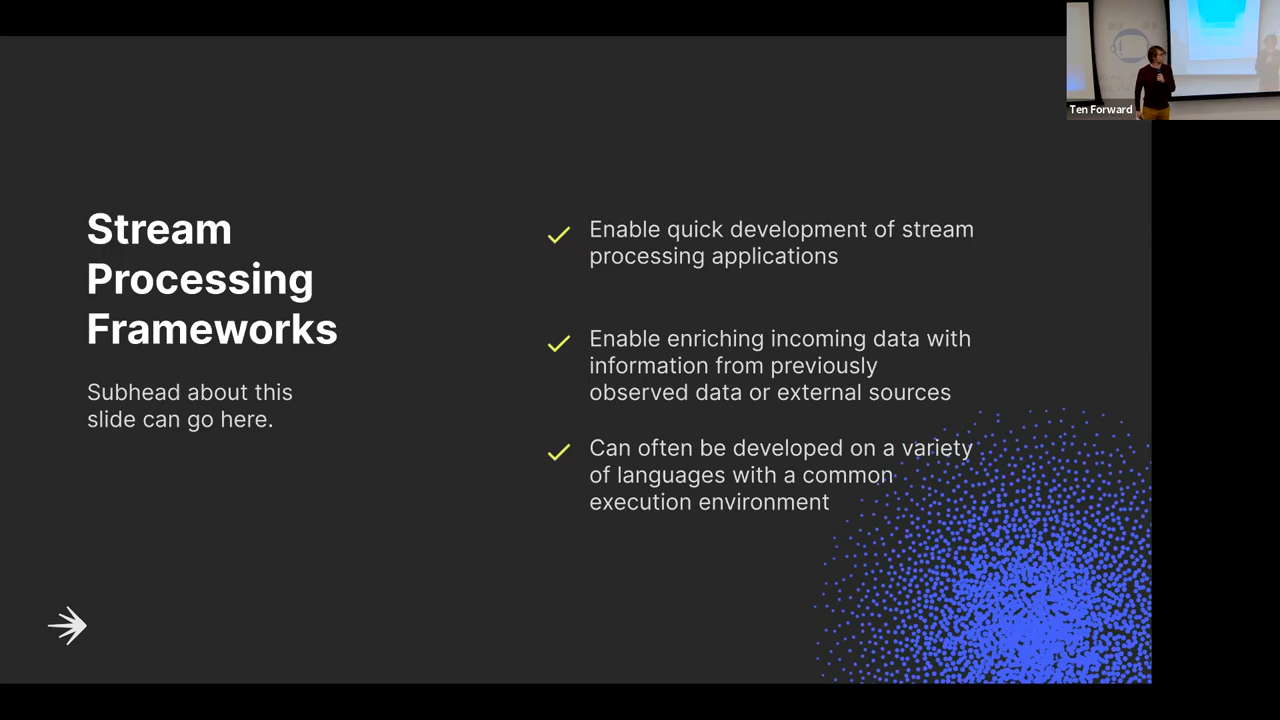 Ten Forward
Stream
Processing
Frameworks
Subhead about this
slide can go here.
Enable quick development of stream
processing applications
Enable enriching incoming data with
information from previously
observed data or external sources
Can often be developed on a variety
of languages with a common
execution environment